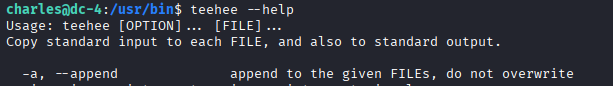 charles@dc-4:/usr/bin$ teehee --help
Usage: teehee [OPTION]... [FILE]...
Copy standard input to each FILE, and also to standard output.
-a, --append append to the given FILEs, do not overwrite